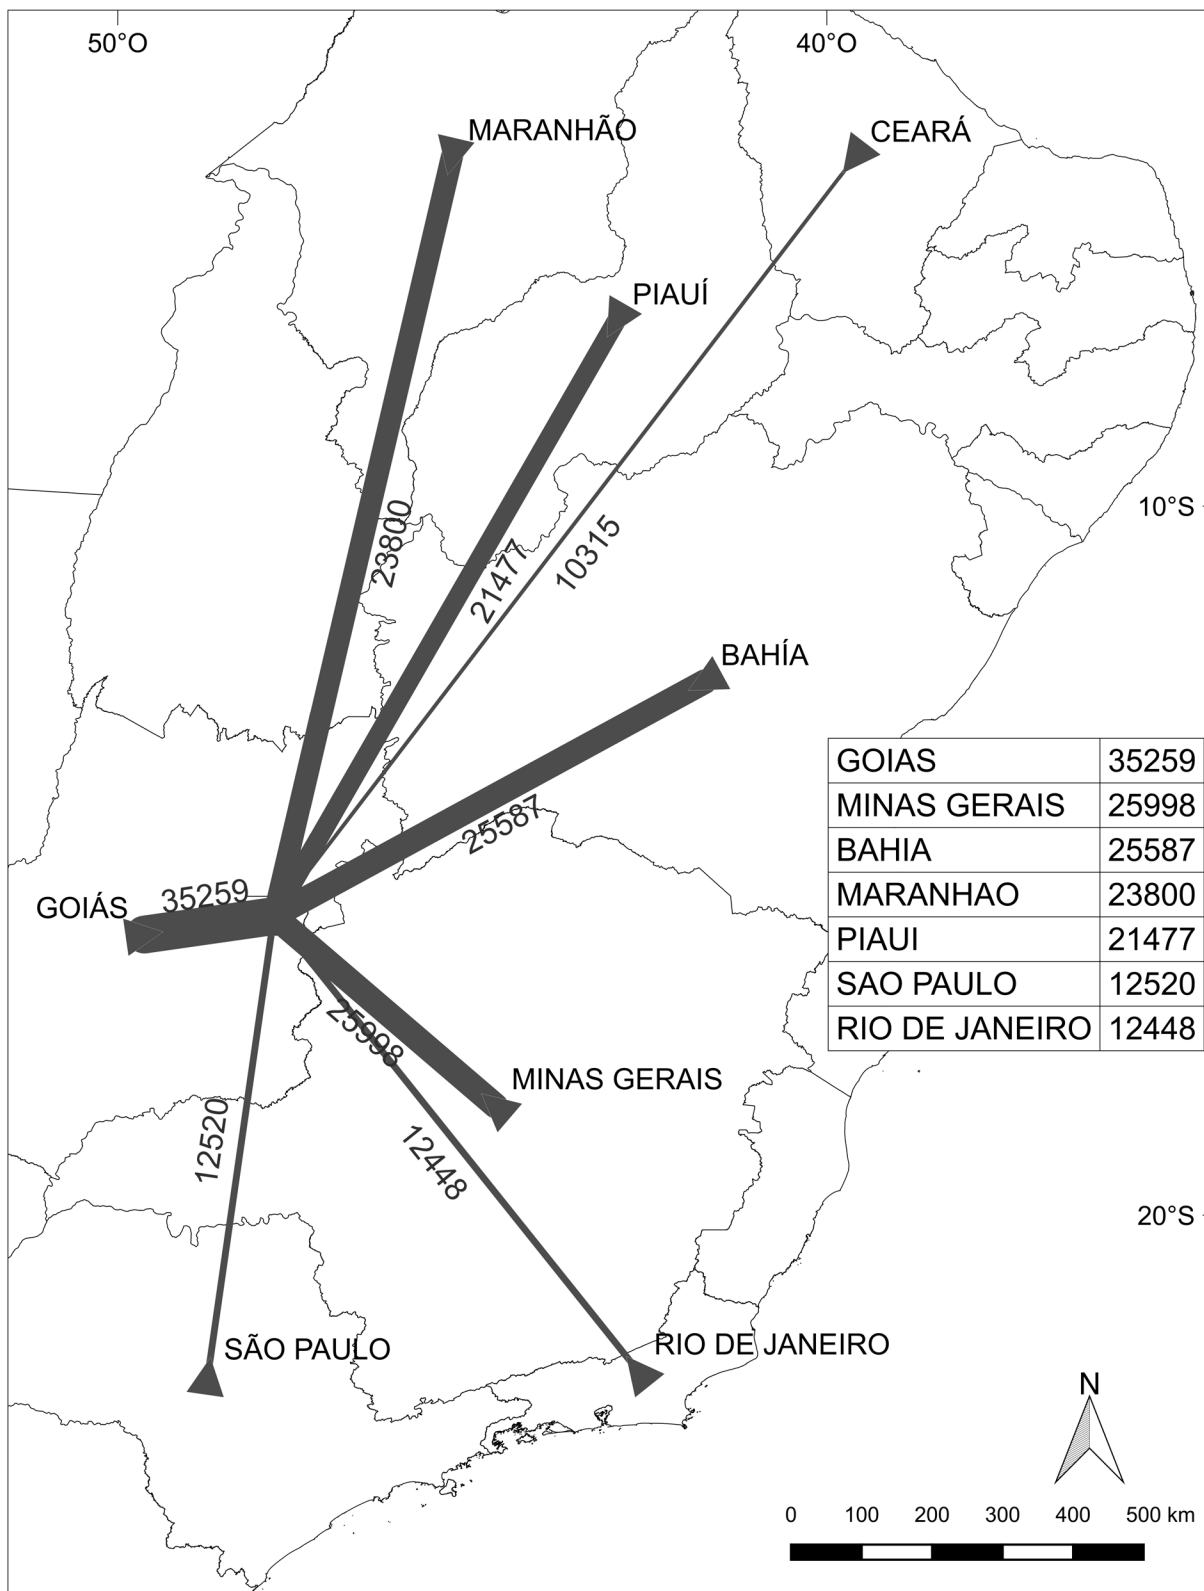 50°O
40°O
MARANHÃO
CEARÁ
PIAUÍ
10°S
23800
21477
10315
BAHÍA
GOIAS 35259
MINAS GERAIS 25998
BAHIA 25587
MARANHAO 23800
PIAUI 21477
SAO PAULO 12520
RIO DE JANEIRO 12448
25587
35259
GOIÁS
25998
MINAS GERAIS
12520
12448
20°S
SÃO PAULO
RIO DE JANEIRO
N
0 100 200 300 400 500 km